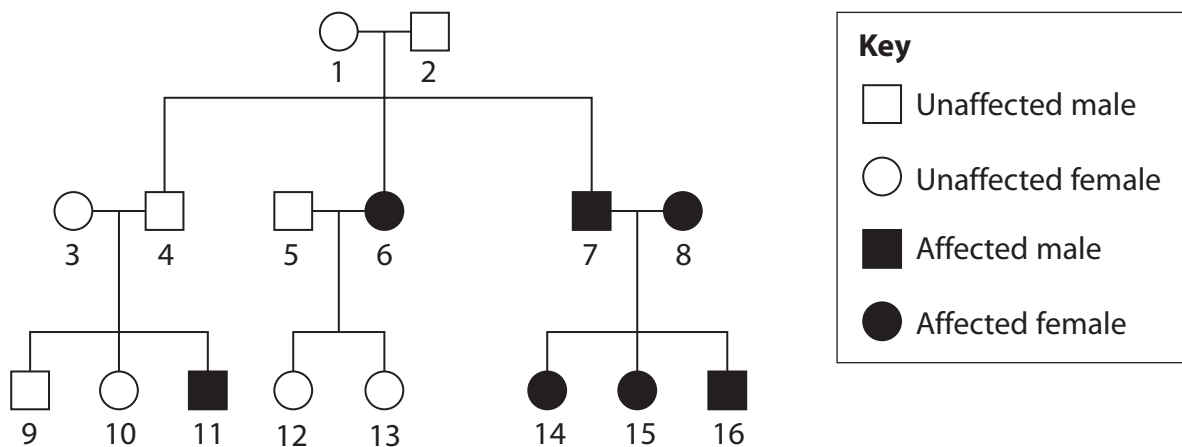 1 2
3 4 5 6 7 8
9 10 11 12 13 14 15 16
Key
Unaffected male
Unaffected female
Affected male
Affected female